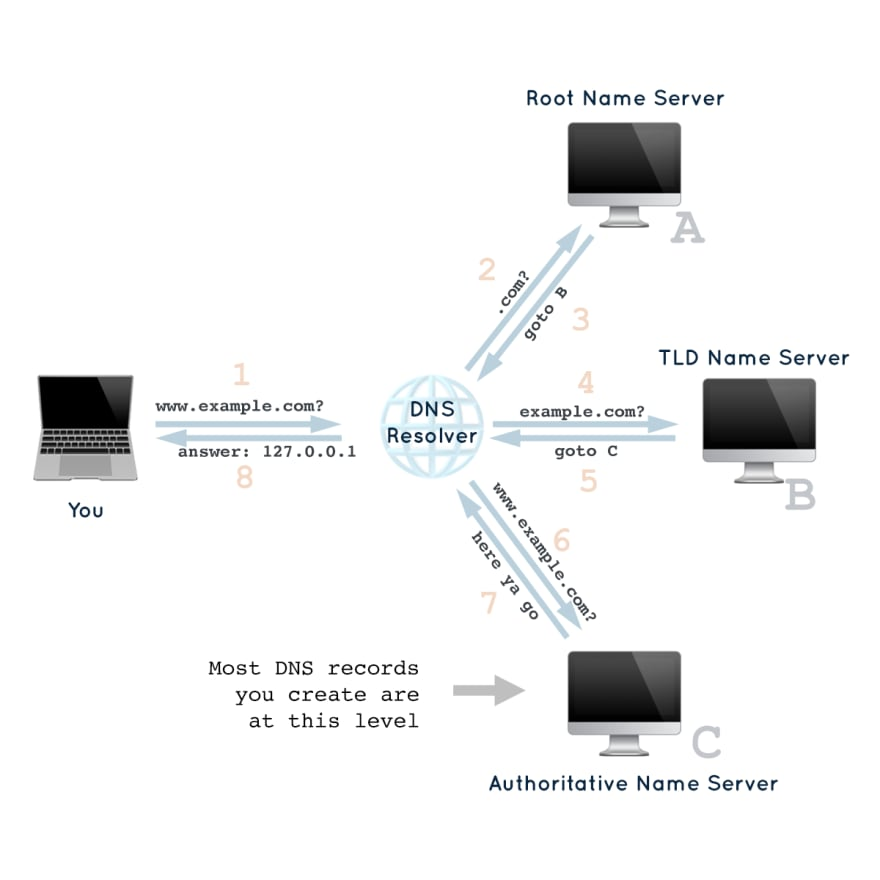 Root Name Server
A
2
.com?
goto B
3
TLD Name Server
B
1
www.example.com?
answer: 127.0.0.1
8
You
DNS
Resolver
4
example.com?
goto C
5
www.example.com?
6
here ya go
7
Most DNS records
you create are
at this level
C
Authoritative Name Server